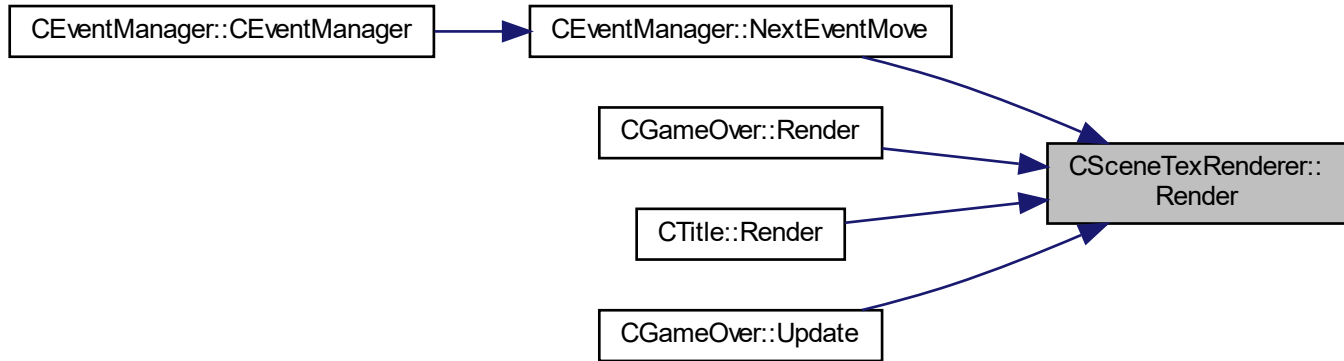 CEventManager::CEventManager
CEventManager::NextEventMove
CGameOver::Render
CSceneTexRenderer::
Render
CTitle::Render
CGameOver::Update